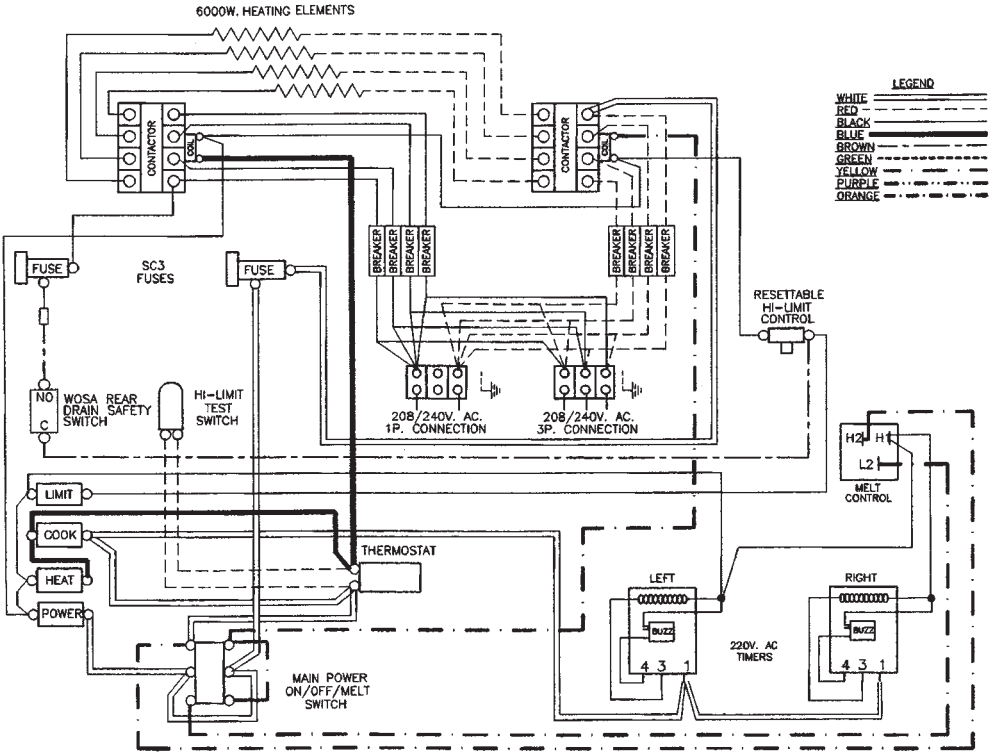 6000W. HEATING ELEMENTS
LEGEND
WHITE
RED
BLACK
BLUE
BROWN
GREEN
YELLOW
PURPLE
ORANGE
CONTACTOR
COIL
CONTACTOR
COIL
BREAKER
BREAKER
BREAKER
BREAKER
BREAKER
BREAKER
BREAKER
BREAKER
FUSE
SC3
FUSES
FUSE
RESETTABLE
HI-LIMIT
CONTROL
NO
C
WOSA REAR
DRAIN SAFETY
SWITCH
HI-LIMIT
TEST
SWITCH
208/240V. AC.
1P. CONNECTION
208/240V. AC.
3P. CONNECTION
H2
H1
L2
MELT
CONTROL
LIMIT
COOK
HEAT
POWER
THERMOSTAT
LEFT
BUZZ
4 3 1
220V. AC
TIMERS
RIGHT
BUZZ
4 3 1
MAIN POWER
ON/OFF/MELT
SWITCH